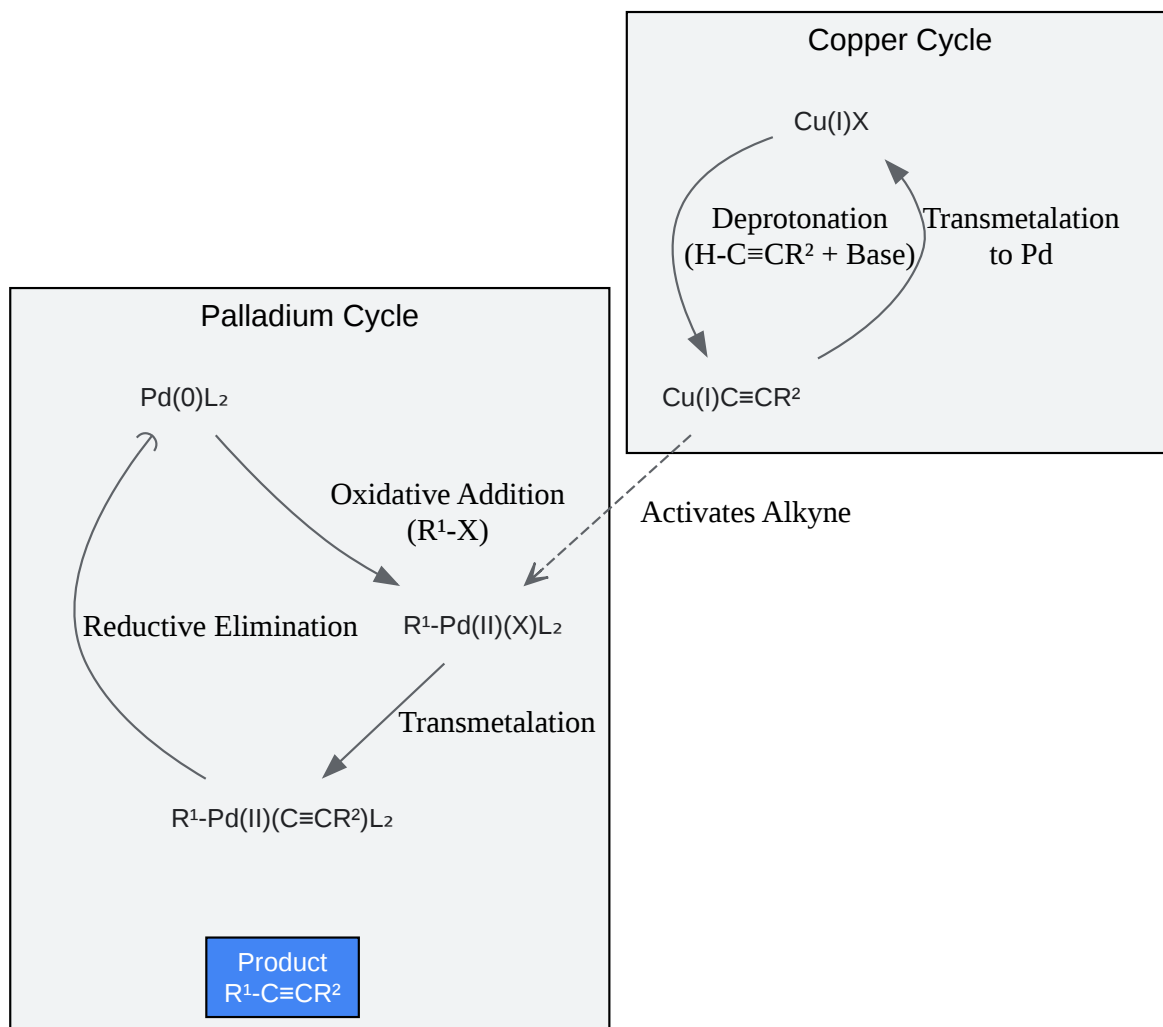 Copper Cycle
Cu(I)X
Deprotonation
(H-C≡CR² + Base)
Transmetalation
to Pd
Cu(I)C≡CR²
Activates Alkyne
Palladium Cycle
Pd(0)L₂
Oxidative Addition
(R¹-X)
Reductive Elimination
R¹-Pd(II)(X)L₂
Transmetalation
R¹-Pd(II)(C≡CR²)L₂
Product
R¹-C≡CR²